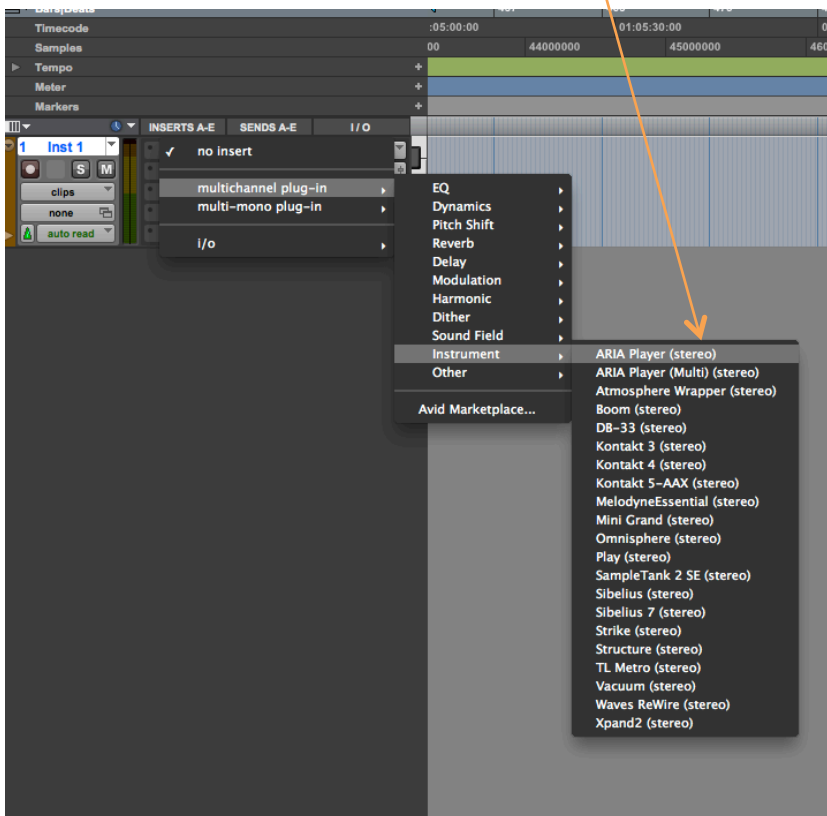 Bars|Beats
Timecode
:05:00:00
01:05:30:00
Samples
00
44000000
45000000
460
Tempo
Meter
Markers
INSERTS A-E
SENDS A-E
I / O
1 Inst 1
S M
clips
none
auto read
✓ no insert
multichannel plug-in
multi-mono plug-in
i/o
EQ
Dynamics
Pitch Shift
Reverb
Delay
Modulation
Harmonic
Dither
Sound Field
Instrument
Other
Avid Marketplace...
ARIA Player (stereo)
ARIA Player (Multi) (stereo)
Atmosphere Wrapper (stereo)
Boom (stereo)
DB-33 (stereo)
Kontakt 3 (stereo)
Kontakt 4 (stereo)
Kontakt 5-AAX (stereo)
MelodyneEssential (stereo)
Mini Grand (stereo)
Omnisphere (stereo)
Play (stereo)
SampleTank 2 SE (stereo)
Sibelius (stereo)
Sibelius 7 (stereo)
Strike (stereo)
Structure (stereo)
TL Metro (stereo)
Vacuum (stereo)
Waves ReWire (stereo)
Xpand2 (stereo)